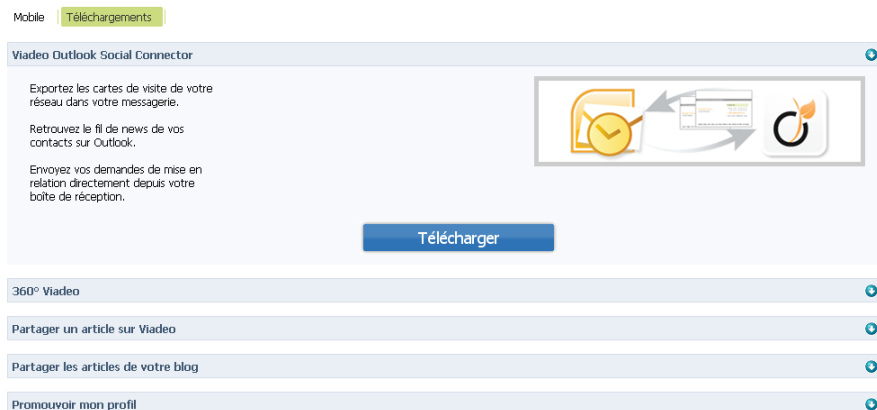 Mobile
Téléchargements
Viadeo Outlook Social Connector
Exportez les cartes de visite de votre
réseau dans votre messagerie.
Retrouvez le fil de news de vos
contacts sur Outlook.
Envoyez vos demandes de mise en
relation directement depuis votre
boîte de réception.
Télécharger
360° Viadeo
Partager un article sur Viadeo
Partager les articles de votre blog
Promouvoir mon profil